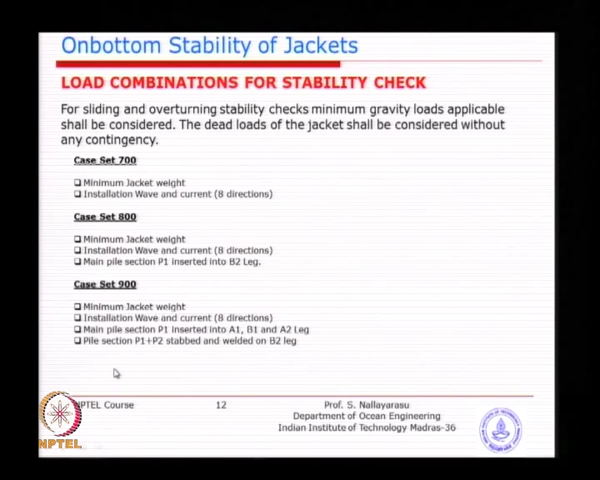 Onbottom Stability of Jackets
LOAD COMBINATIONS FOR STABILITY CHECK
For sliding and overturning stability checks minimum gravity loads applicable
shall be considered. The dead loads of the jacket shall be considered without
any contingency.
Case Set 700
Minimum Jacket weight
Installation Wave and current (8 directions)
Case Set 800
Minimum Jacket weight
Installation Wave and current (8 directions)
Main pile section P1 inserted into B2 Leg.
Case Set 900
Minimum Jacket weight
Installation Wave and current (8 directions)
Main pile section P1 inserted into A1, B1 and A2 Leg
Pile section P1+P2 stabbed and welded on B2 leg
NPTEL Course
12
Prof. S. Nallayarasu
Department of Ocean Engineering
Indian Institute of Technology Madras-36
NPTEL